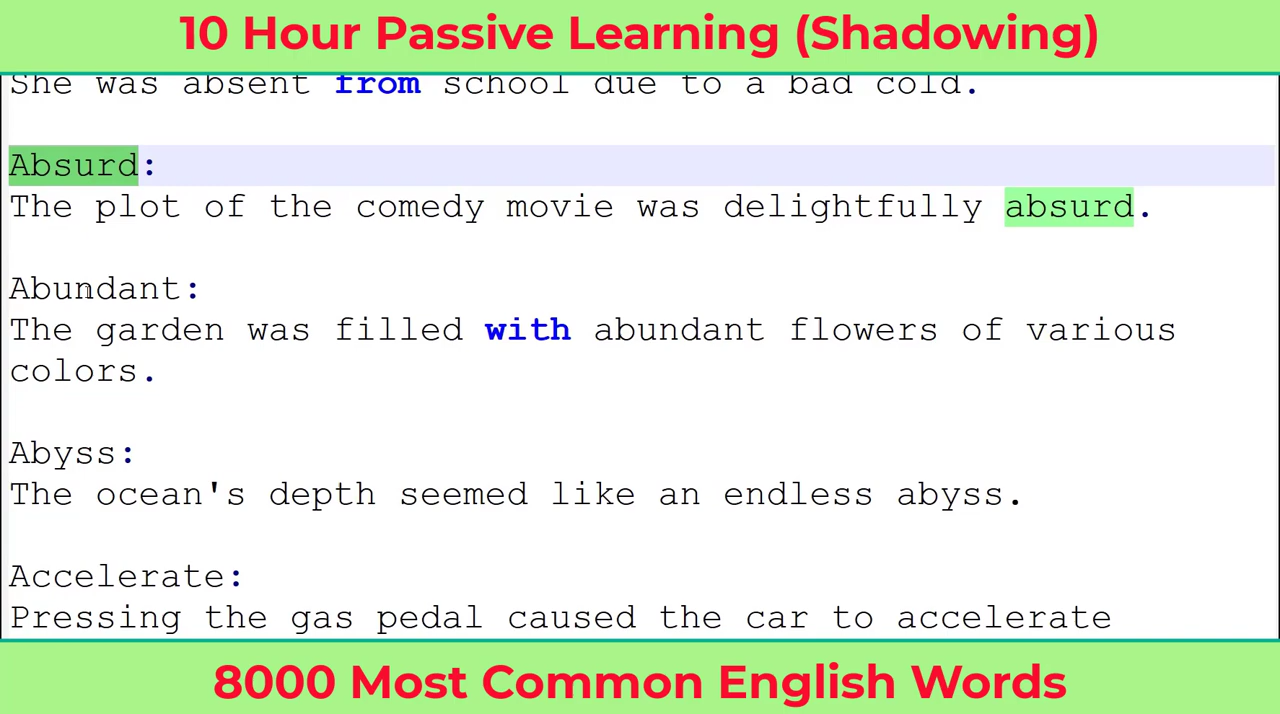 10 Hour Passive Learning (Shadowing)
She was absent from school due to a bad cold.
Absurd:
The plot of the comedy movie was delightfully absurd.
Abundant:
The garden was filled with abundant flowers of various
colors.
Abyss:
The ocean's depth seemed like an endless abyss.
Accelerate:
Pressing the gas pedal caused the car to accelerate
8000 Most Common English Words